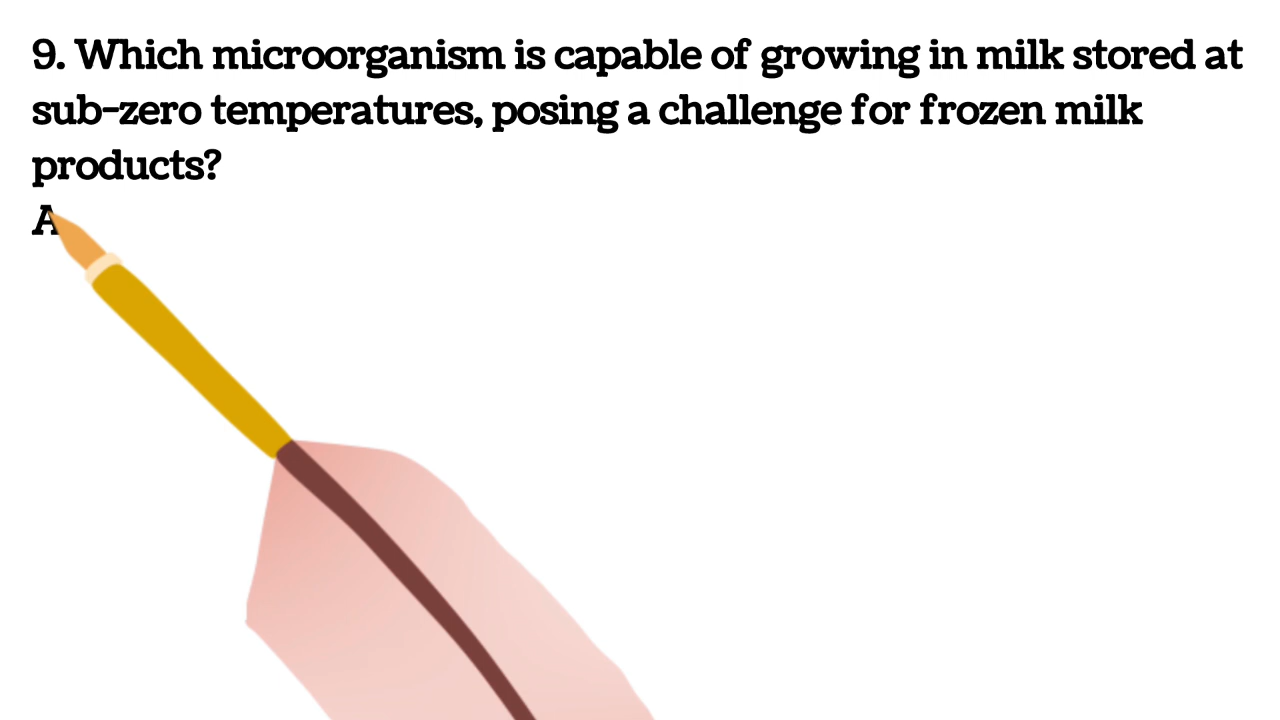 9. Which microorganism is capable of growing in milk stored at
sub-zero temperatures, posing a challenge for frozen milk
products?
A